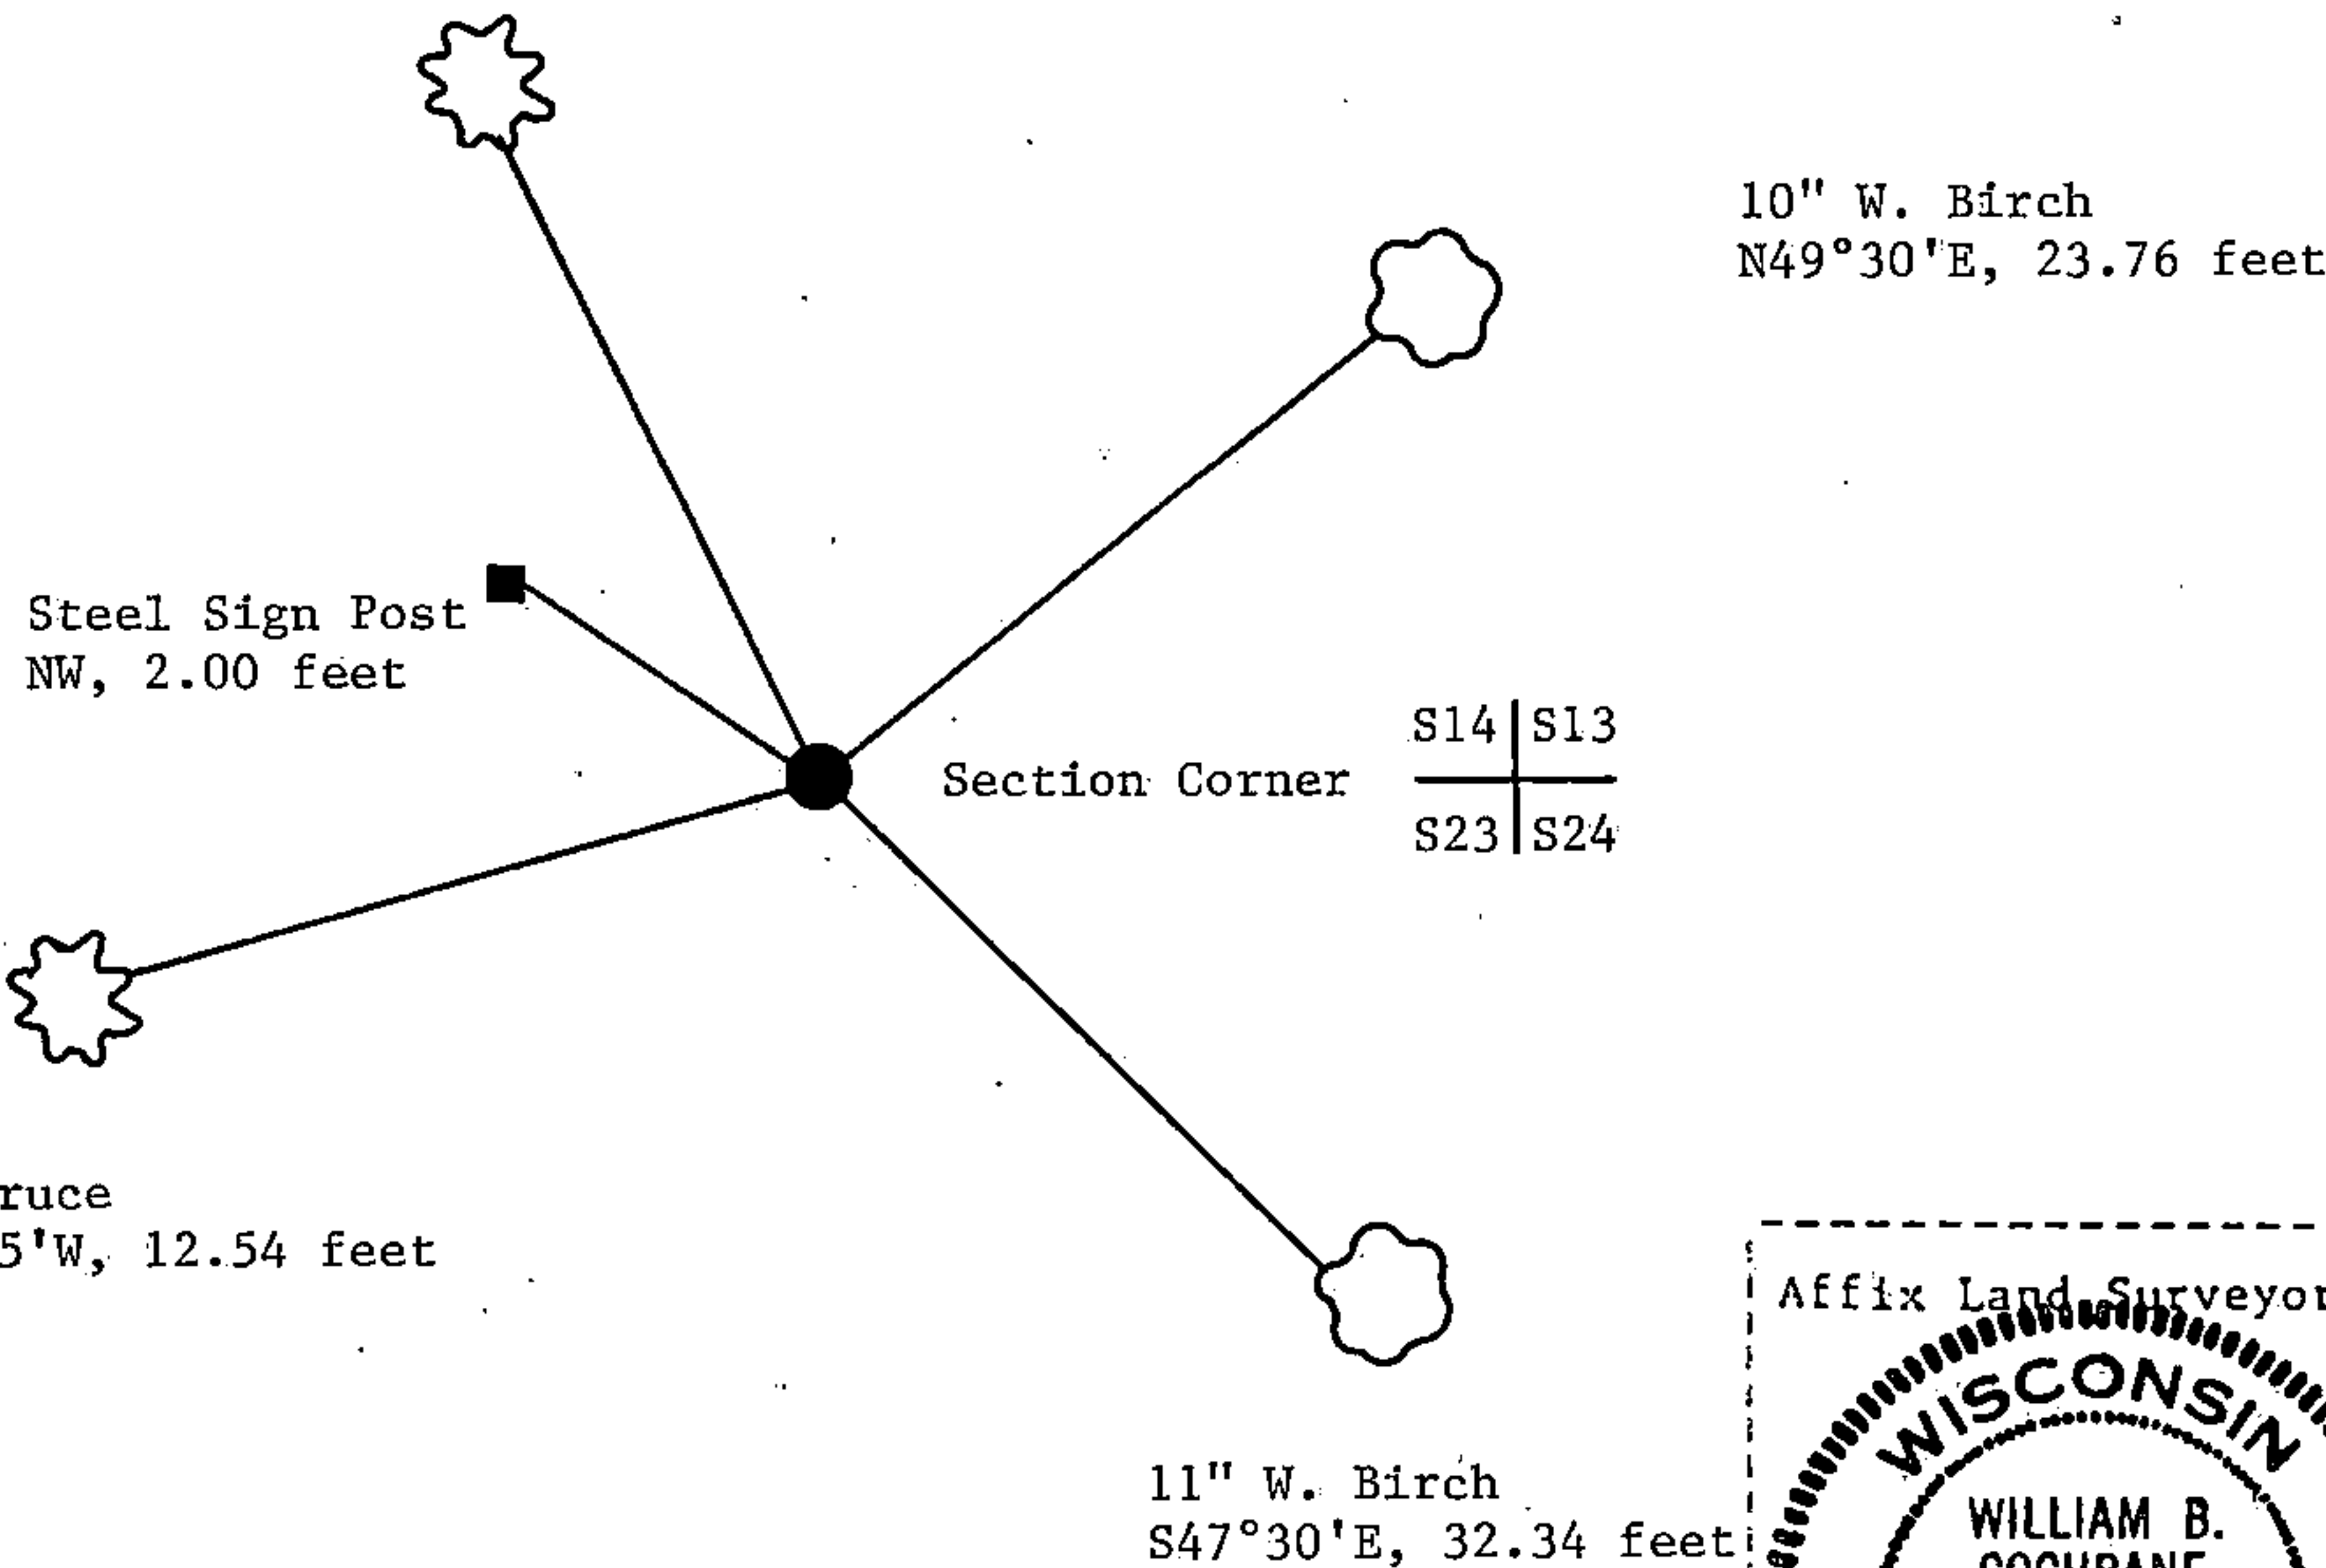 10" W. Birch
N49°30'E, 23.76 feet
Steel Sign Post
NW, 2.00 feet
S14 S13
Section Corner
S23 S24
ruce
5'W, 12.54 feet
Affix Land Surveyor
WISCONSIN
WILLIAM B.
COCHRANE
11" W. Birch
S47°30'E, 32.34 feet